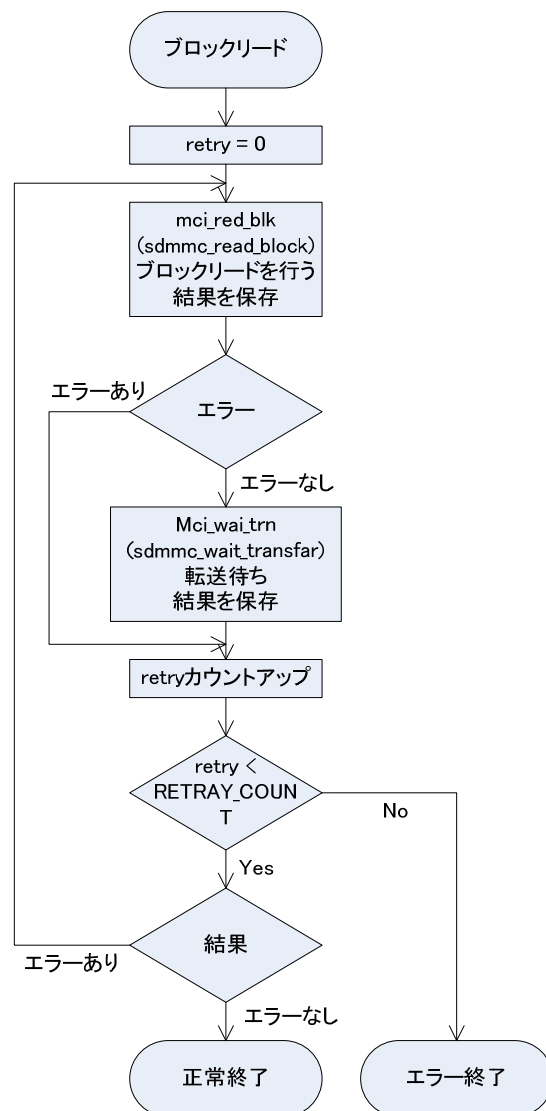 ブロックリード
retry = 0
mci_red_blk
(sdmmc_read_block)
ブロックリードを行う
結果を保存
エラーあり
エラー
エラーなし
Mci_wai_trn
(sdmmc_wait_transfar)
転送待ち
結果を保存
retryカウントアップ
retry <
RETRAY_COUN
T
No
Yes
結果
エラーあり
エラーなし
正常終了
エラー終了